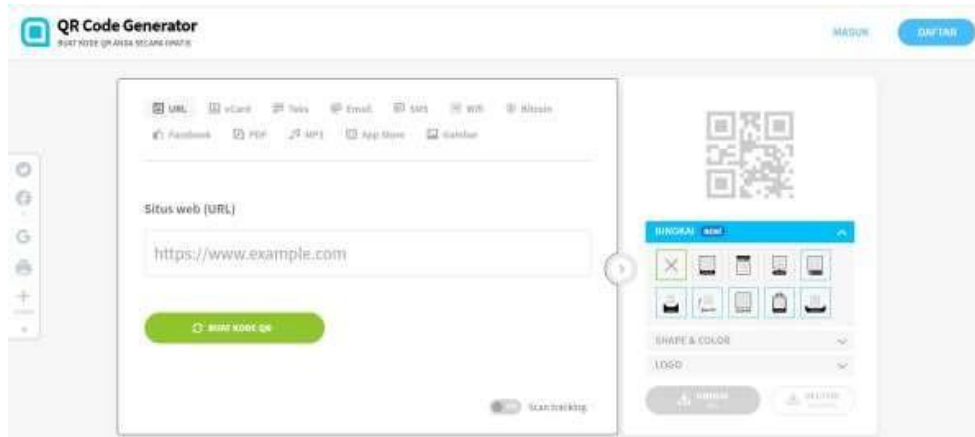 QR Code Generator
BUAT KODE QR ANDA SECARA GRATIS
MASUK DAFTAR
URL vCard Teks Email SMS Wifi Bitcoin
Facebook PDF MP3 App Store Gambar
Situs web (URL)
https://www.example.com
BUAT KODE QR
Scan tracking
BINGKAI
SHAPE & COLOR
LOGO